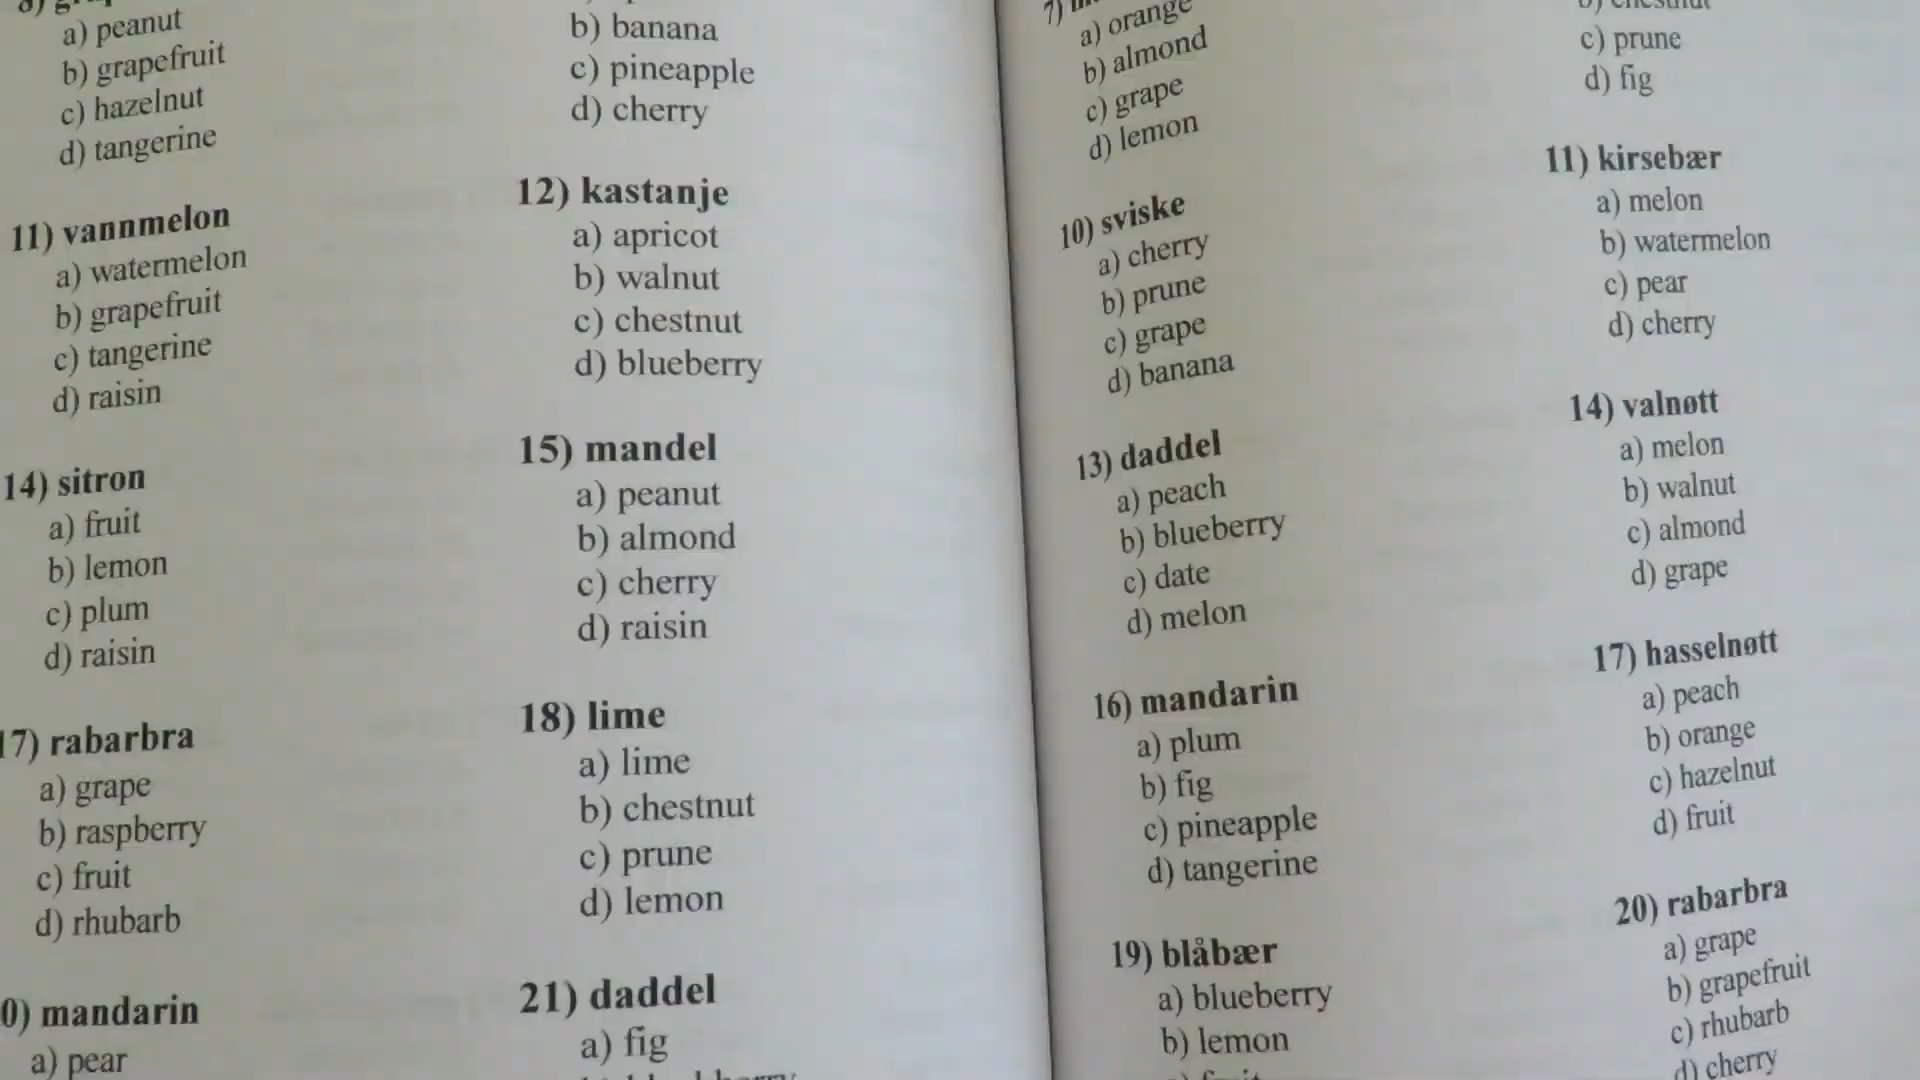 a) peanut
b) grapefruit
c) hazelnut
d) tangerine
11) vannmelon
a) watermelon
b) grapefruit
c) tangerine
d) raisin
14) sitron
a) fruit
b) lemon
c) plum
d) raisin
17) rabarbra
a) grape
b) raspberry
c) fruit
d) rhubarb
0) mandarin
a) pear
b) banana
c) pineapple
d) cherry
12) kastanje
a) apricot
b) walnut
c) chestnut
d) blueberry
15) mandel
a) peanut
b) almond
c) cherry
d) raisin
18) lime
a) lime
b) chestnut
c) prune
d) lemon
21) daddel
a) fig
7)
a) orange
b) almond
c) grape
d) lemon
10) sviske
a) cherry
b) prune
c) grape
d) banana
13) daddel
a) peach
b) blueberry
c) date
d) melon
16) mandarin
a) plum
b) fig
c) pineapple
d) tangerine
19) blåbær
a) blueberry
b) lemon
b) chestnut
c) prune
d) fig
11) kirsebær
a) melon
b) watermelon
c) pear
d) cherry
14) valnøtt
a) melon
b) walnut
c) almond
d) grape
17) hasselnøtt
a) peach
b) orange
c) hazelnut
d) fruit
20) rabarbra
a) grape
b) grapefruit
c) rhubarb
d) cherry